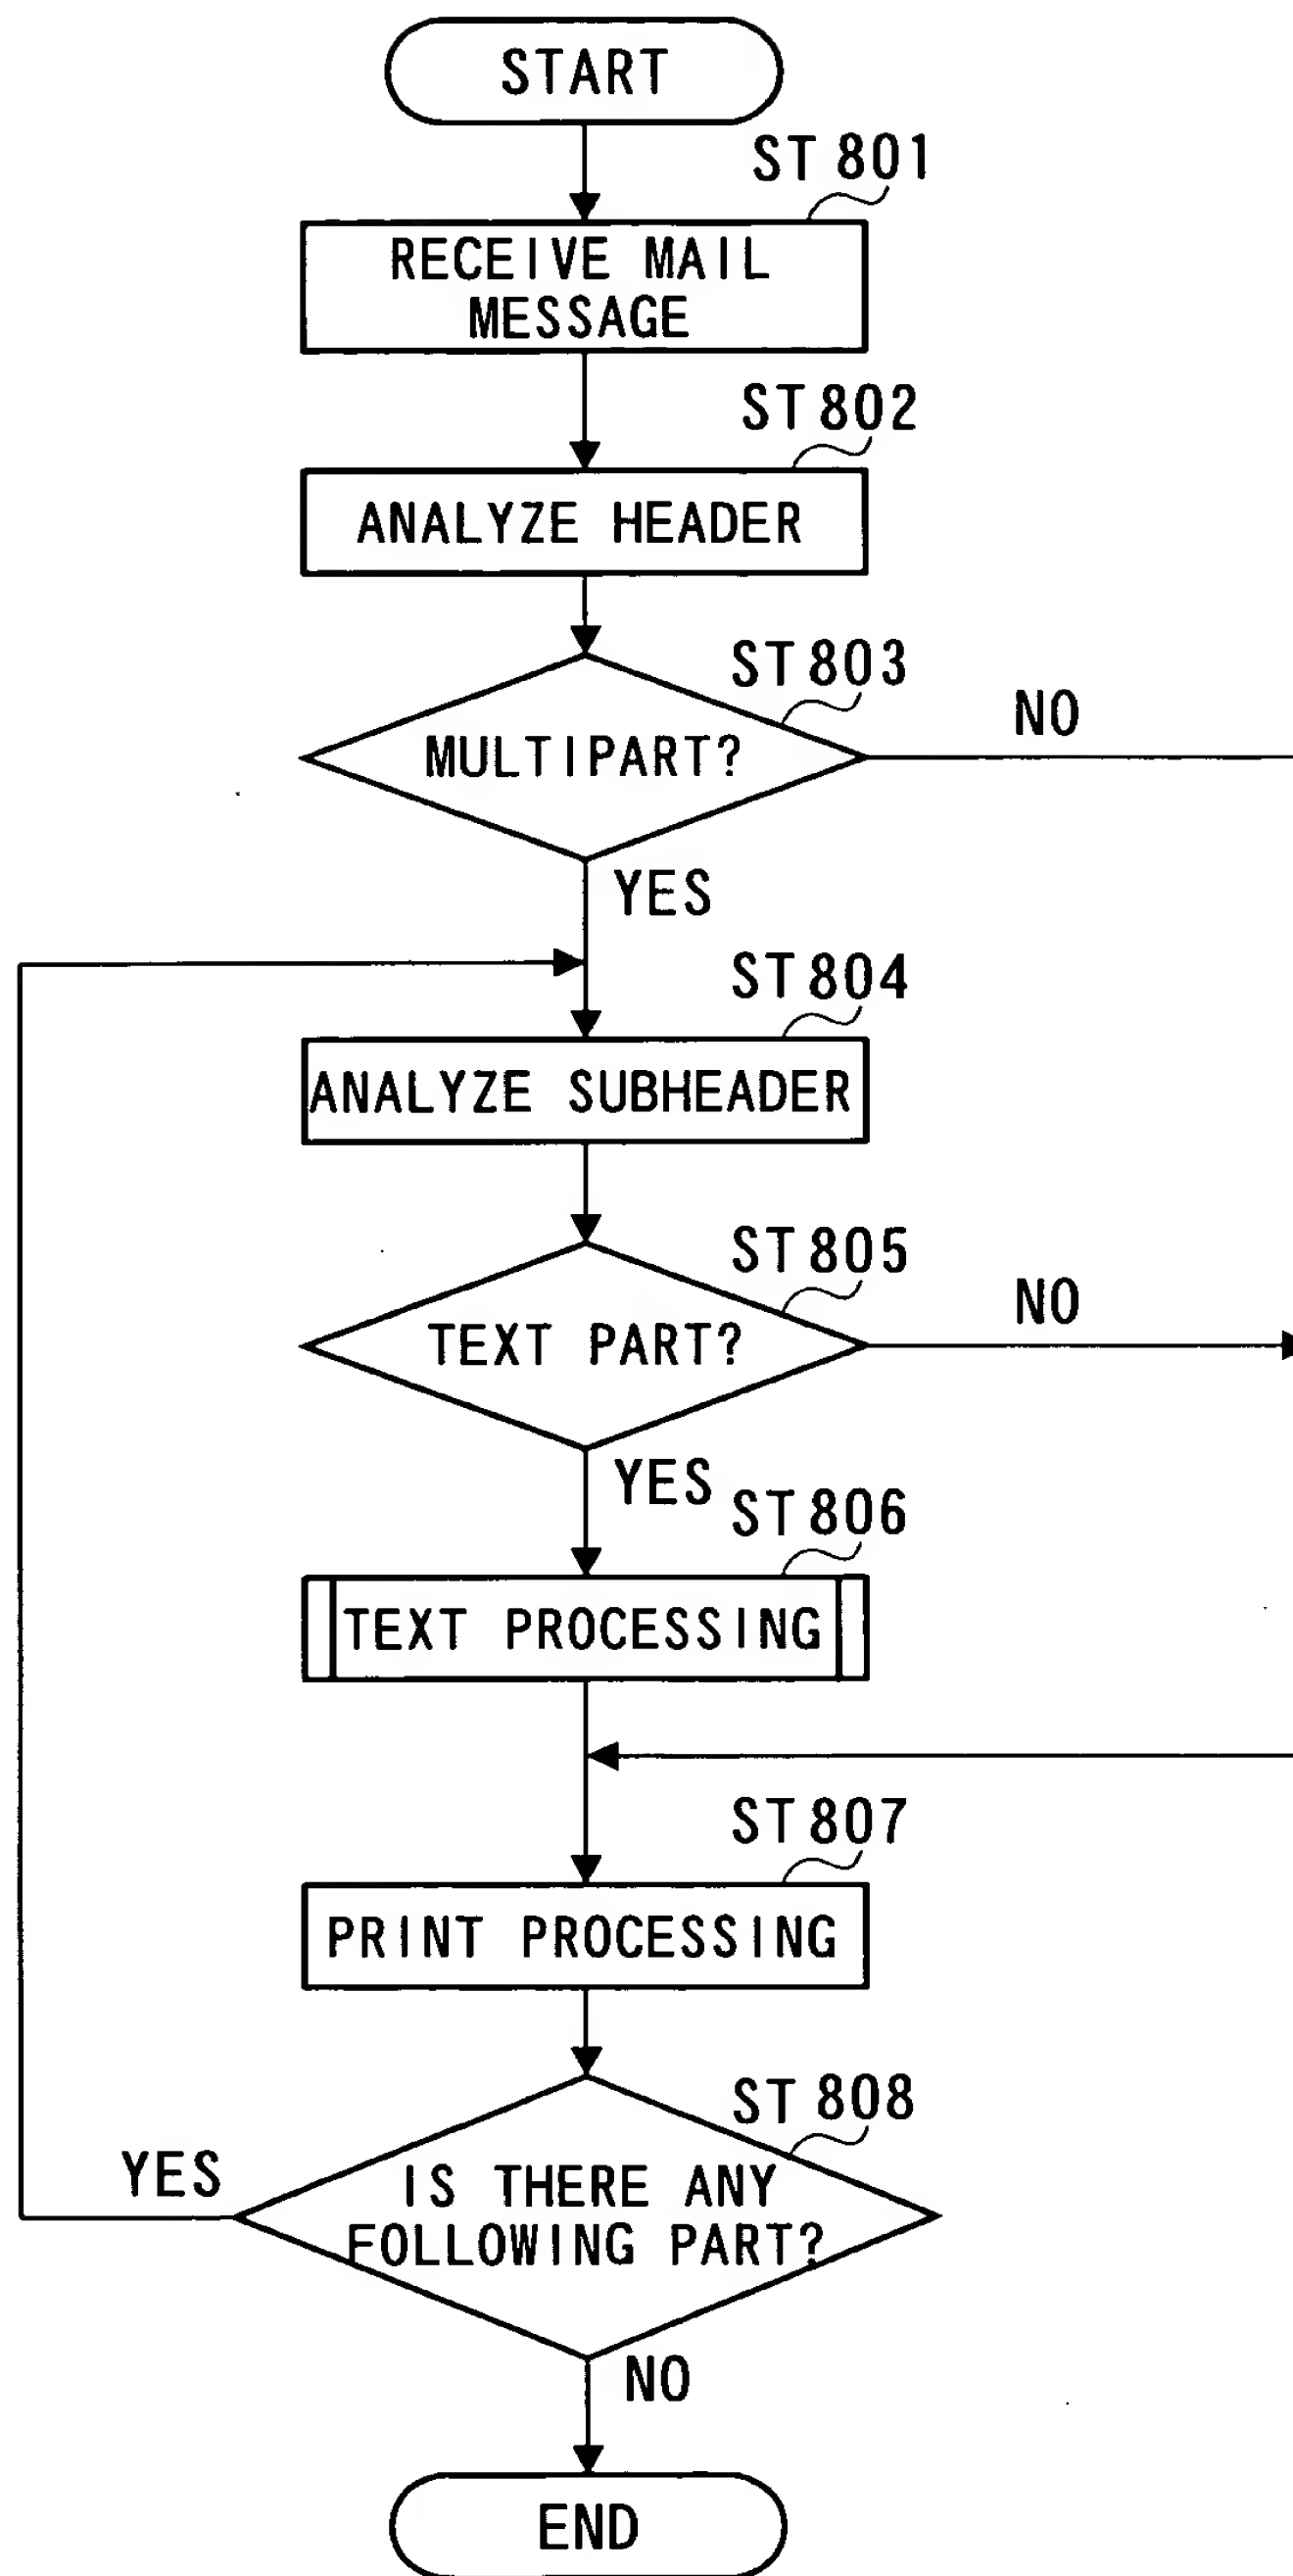 START
ST 801
RECEIVE MAIL
MESSAGE
ST 802
ANALYZE HEADER
ST 803
MULTIPART?
NO
YES
ST 804
ANALYZE SUBHEADER
ST 805
TEXT PART?
NO
YES
ST 806
TEXT PROCESSING
ST 807
PRINT PROCESSING
ST 808
YES
IS THERE ANY
FOLLOWING PART?
NO
END